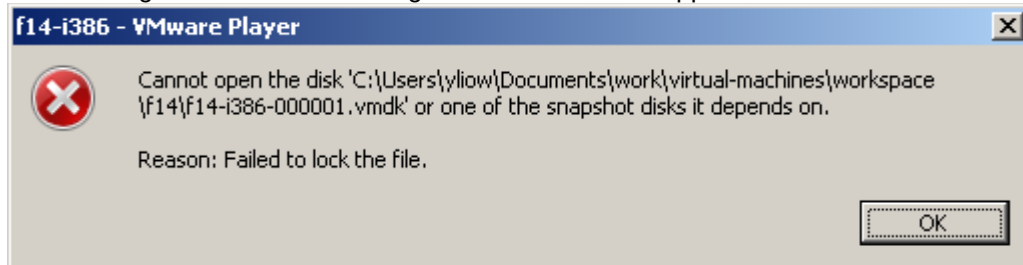 f14-i386 - VMware Player
Cannot open the disk 'C:\Users\yliow\Documents\work\virtual-machines\workspace
\f14\f14-i386-000001.vmdk' or one of the snapshot disks it depends on.
Reason: Failed to lock the file.
OK